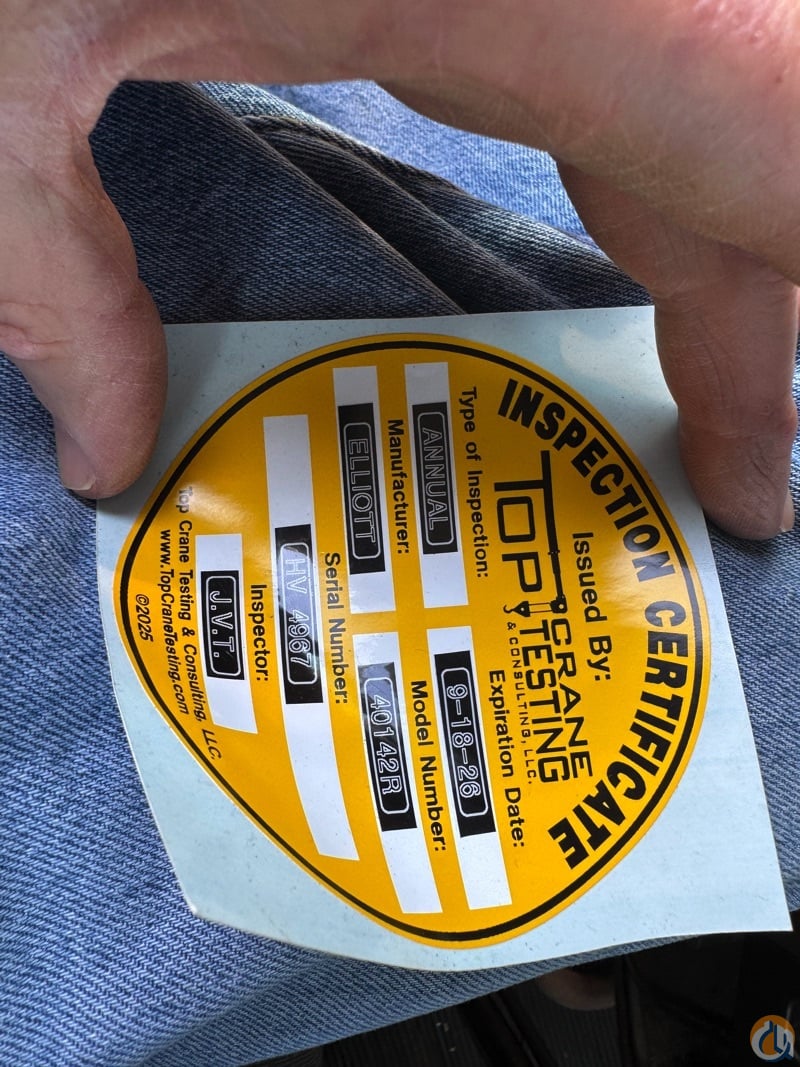 INSPECTION CERTIFICATE
Issued By:
TOP CRANE
TESTING
& CONSULTING, L.L.C.
Type of Inspection:
Expiration Date:
ANNUAL
9-18-26
Manufacturer:
Model Number:
ELLIOTT
40142R
Serial Number:
HV 4967
Inspector:
J.V.T.
Top Crane Testing & Consulting, LLC.
www.TopCraneTesting.com
©2025